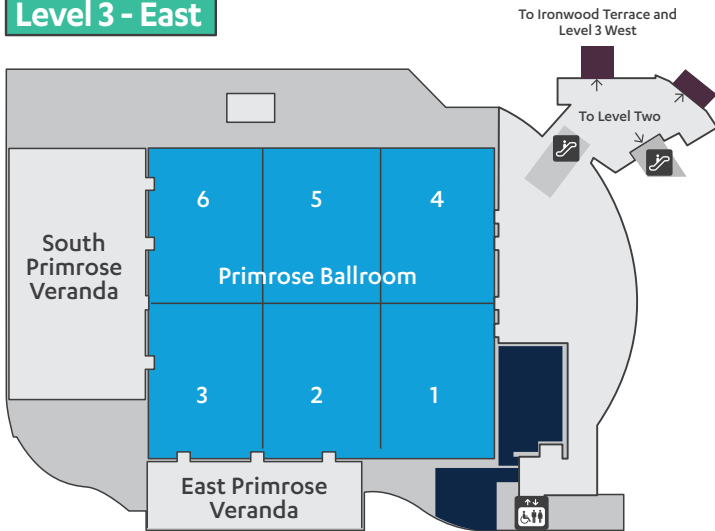 Level 3 - East
To Ironwood Terrace and
Level 3 West
To Level Two
6
5
4
South
Primrose
Veranda
Primrose Ballroom
3
2
1
East Primrose
Veranda